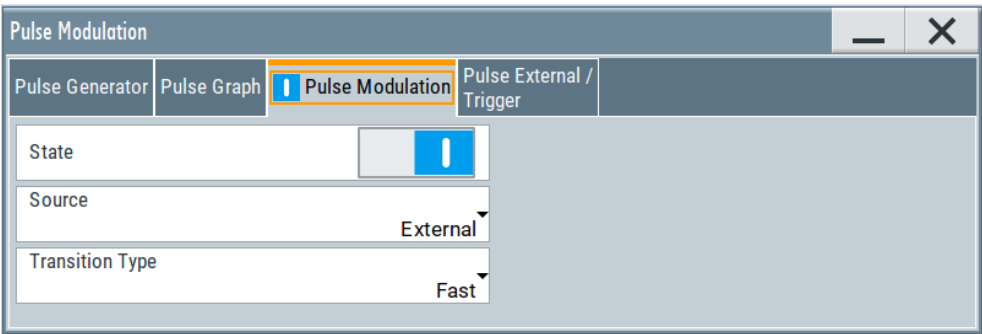 Pulse Modulation
Pulse Generator
Pulse Graph
Pulse Modulation
Pulse External /
Trigger
State
Source
External
Transition Type
Fast